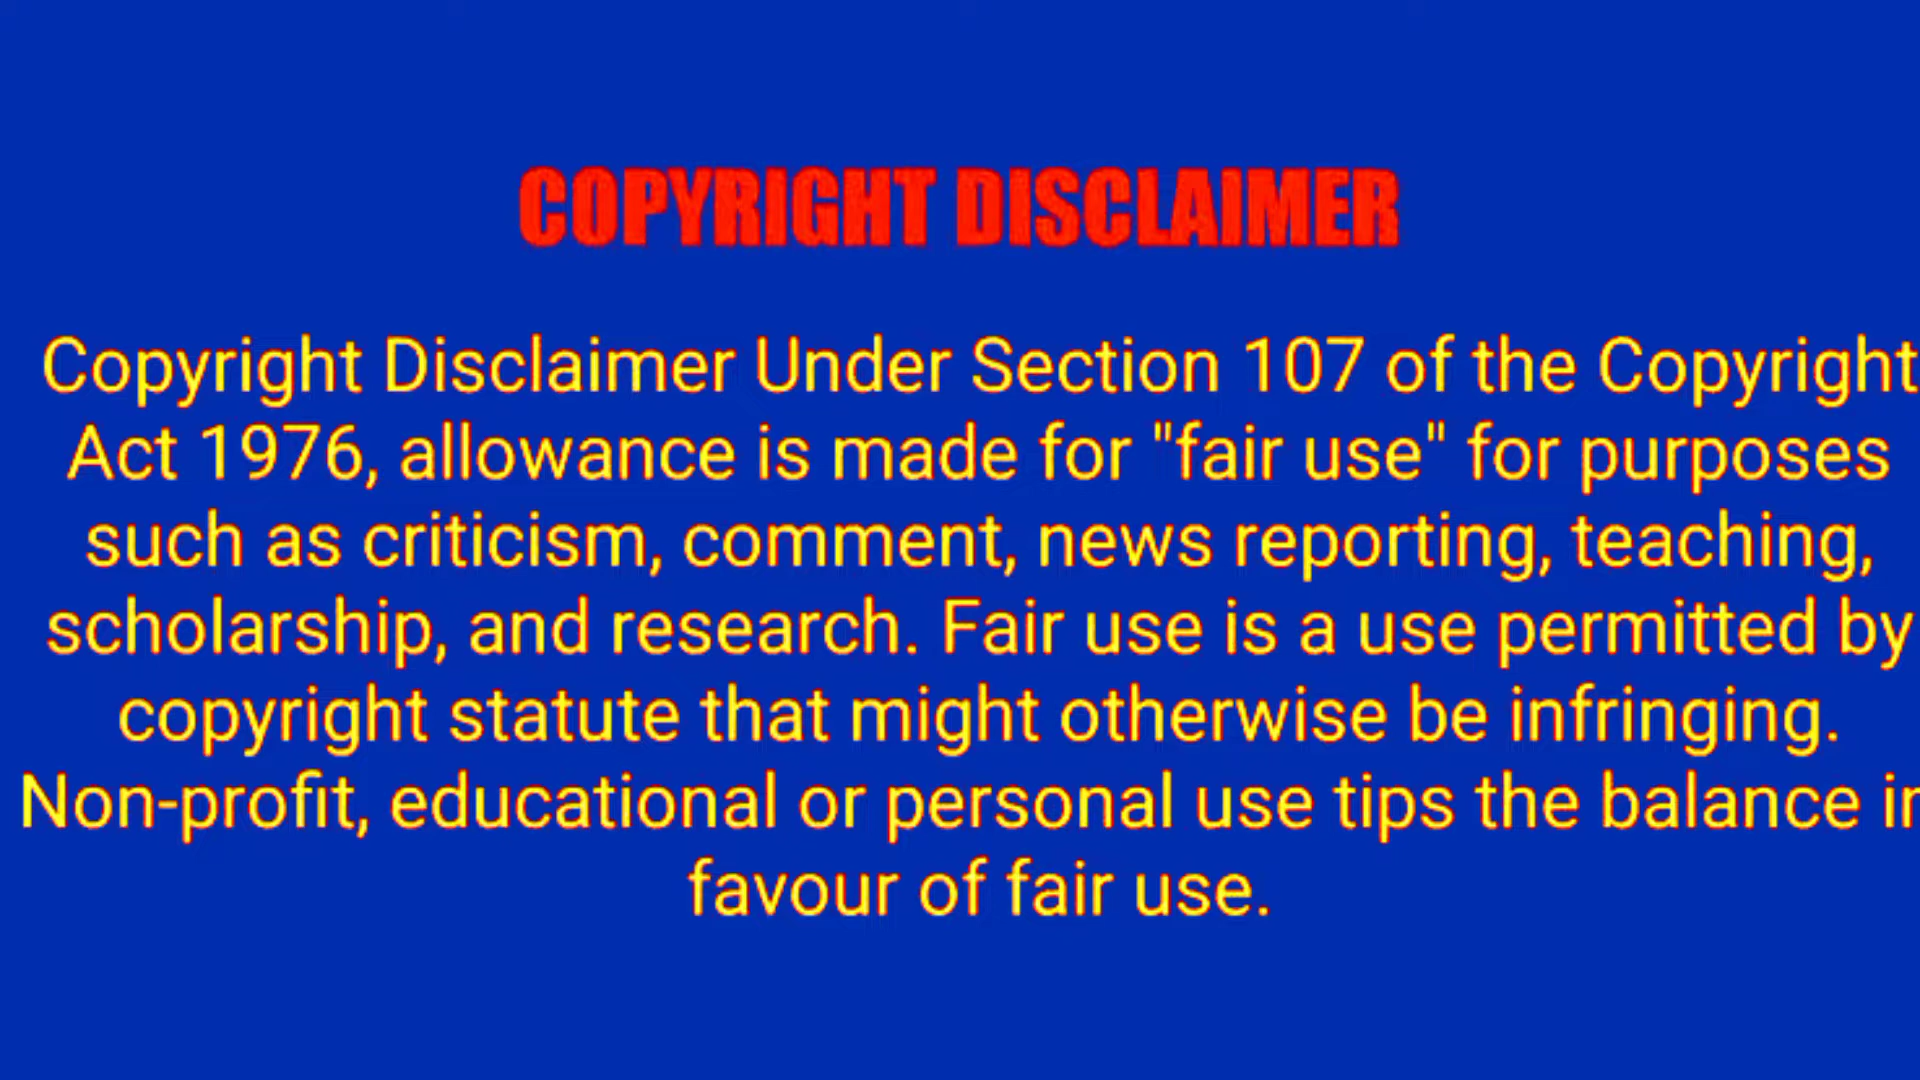 COPYRIGHT DISCLAIMER
Copyright Disclaimer Under Section 107 of the Copyright
Act 1976, allowance is made for "fair use" for purposes
such as criticism, comment, news reporting, teaching,
scholarship, and research. Fair use is a use permitted by
copyright statute that might otherwise be infringing.
Non-profit, educational or personal use tips the balance in
favour of fair use.